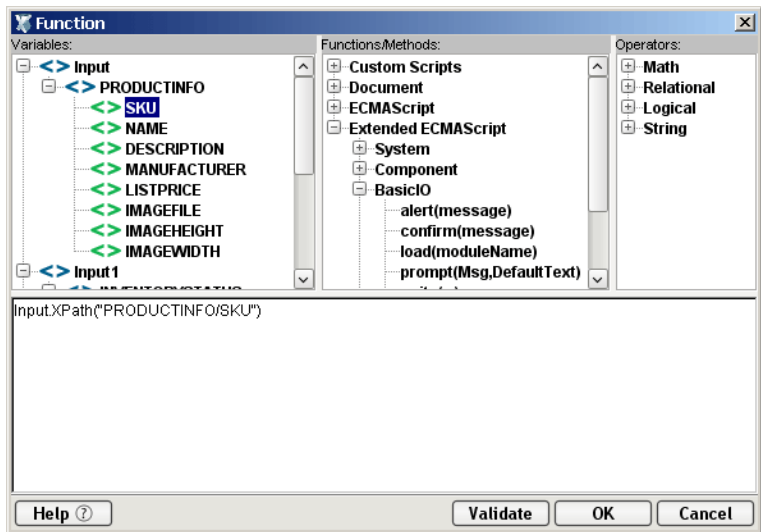 Function
Variables:
Input
PRODUCTINFO
SKU
NAME
DESCRIPTION
MANUFACTURER
LISTPRICE
IMAGEFILE
IMAGEHEIGHT
IMAGEWIDTH
Input1
Functions/Methods:
Custom Scripts
Document
ECMAScript
Extended ECMAScript
System
Component
BasicIO
alert(message)
confirm(message)
load(moduleName)
prompt(Msg,DefaultText)
Operators:
Math
Relational
Logical
String
Input.XPath("PRODUCTINFO/SKU")
Help ?
Validate
OK
Cancel